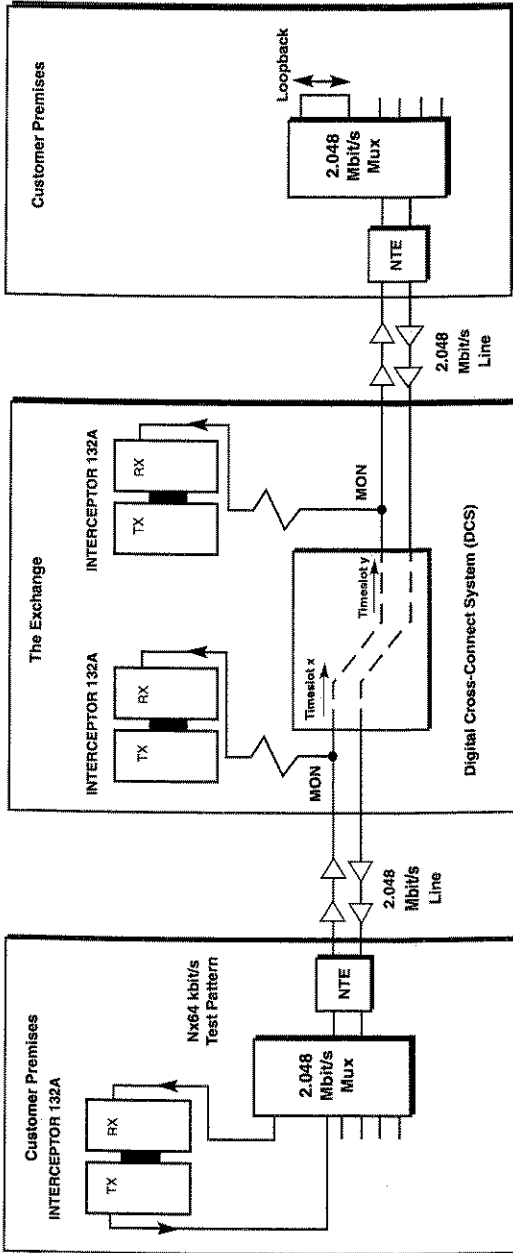 Customer Premises
INTERCEPTOR 132A
TX
RX
Nx64 kbit/s
Test Pattern
2.048
Mbit/s
Mux
NTE
2.048
Mbit/s
Line
The Exchange
INTERCEPTOR 132A
TX
RX
INTERCEPTOR 132A
TX
RX
MON
MON
Timeslot x
Timeslot y
Digital Cross-Connect System (DCS)
2.048
Mbit/s
Line
Customer Premises
NTE
2.048
Mbit/s
Mux
Loopback